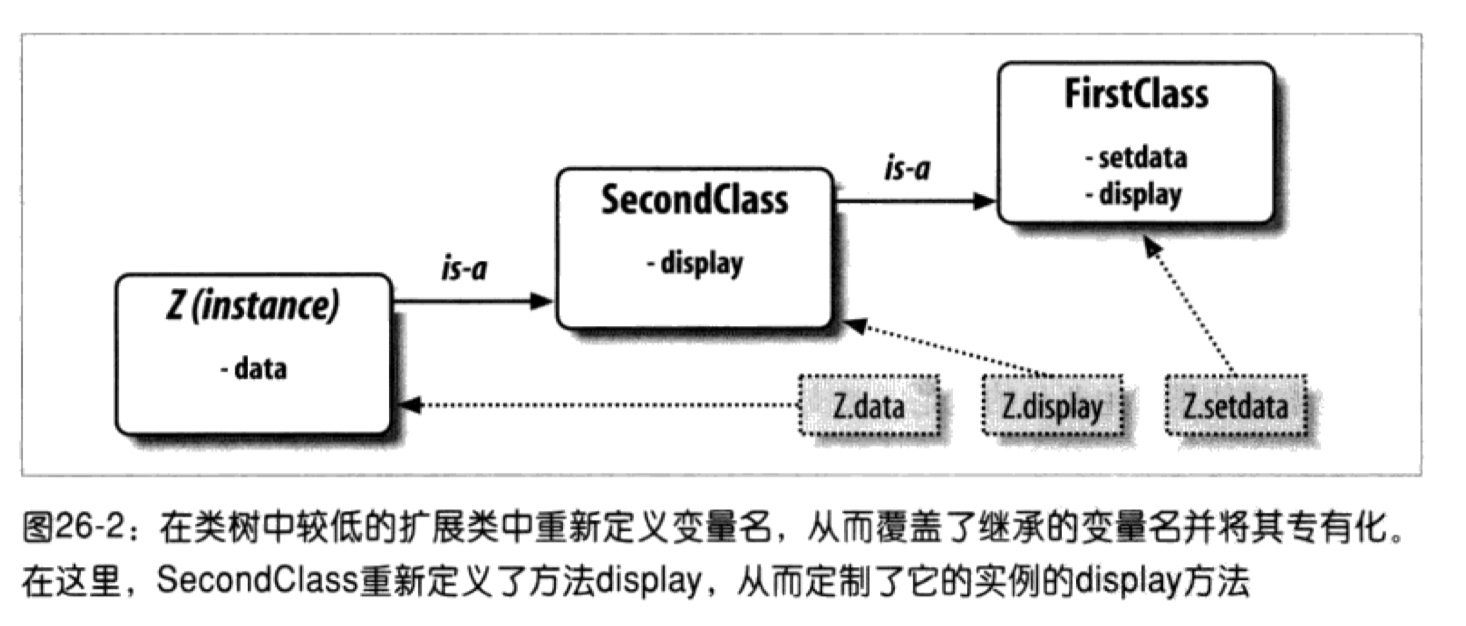 FirstClass
- setdata
- display
is-a
SecondClass
- display
is-a
Z (instance)
- data
Z.data
Z.display
Z.setdata
图26-2：在类树中较低的扩展类中重新定义变量名，从而覆盖了继承的变量名并将其专有化。
在这里，SecondClass重新定义了方法display，从而定制了它的实例的display方法